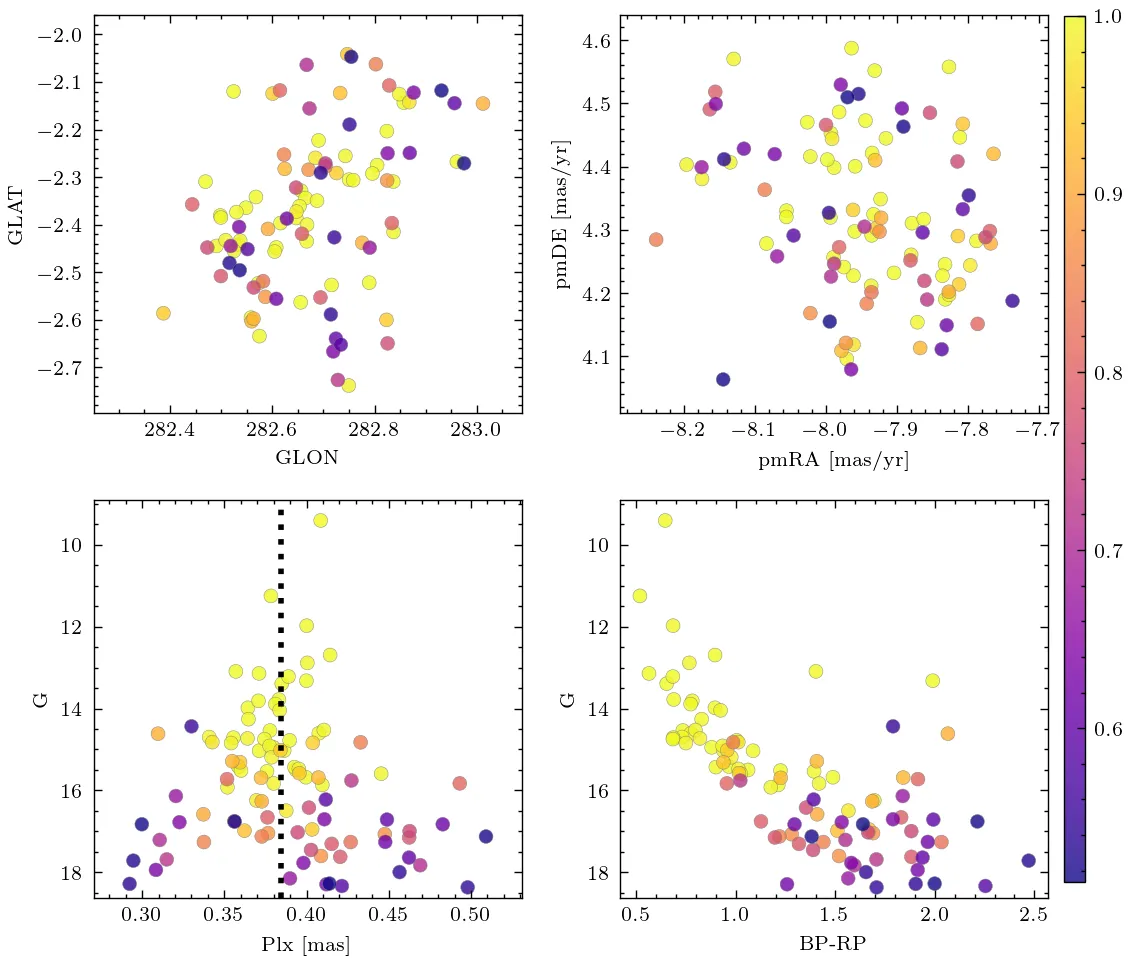 −2.0
−2.1
−2.2
−2.3
−2.4
−2.5
−2.6
−2.7
GLAT
282.4 282.6 282.8 283.0
GLON
4.6
4.5
4.4
4.3
4.2
4.1
pmDE [mas/yr]
−8.2 −8.1 −8.0 −7.9 −7.8 −7.7
pmRA [mas/yr]
1.0
0.9
0.8
0.7
0.6
10
12
14
16
18
G
0.30 0.35 0.40 0.45 0.50
Plx [mas]
10
12
14
16
18
G
0.5 1.0 1.5 2.0 2.5
BP-RP